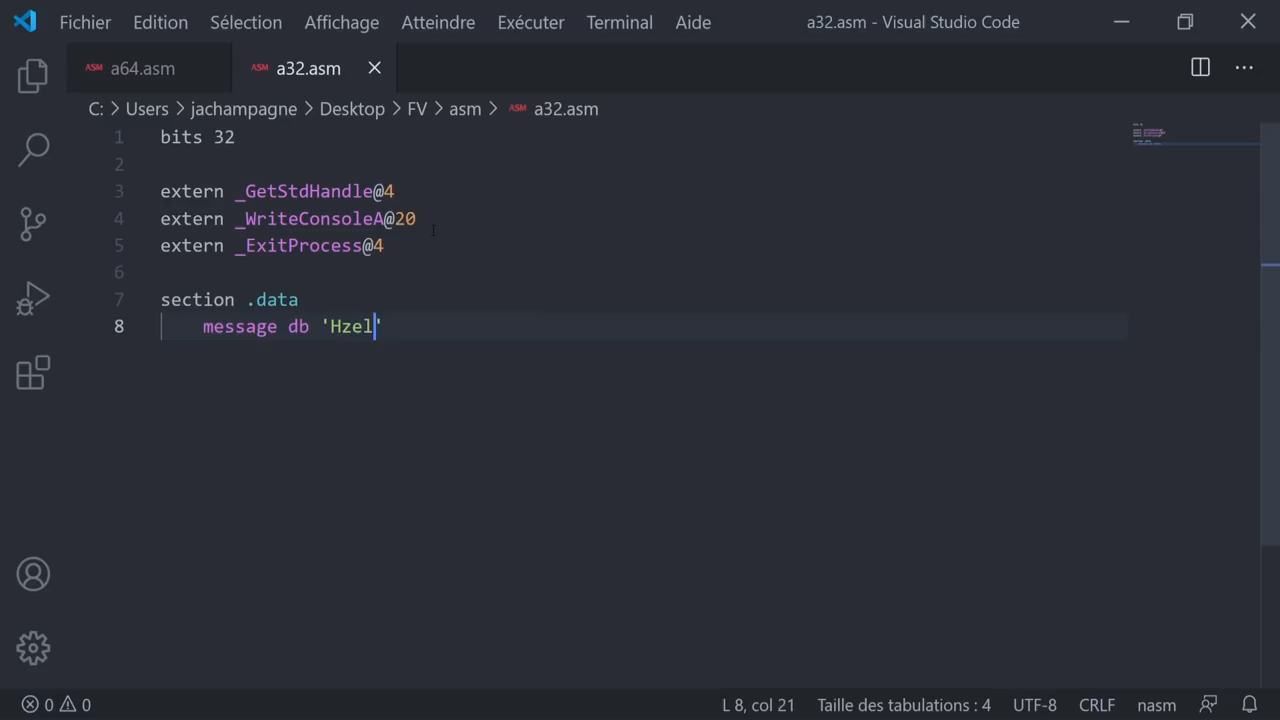 Fichier Edition Sélection Affichage Atteindre Exécuter Terminal Aide a32.asm - Visual Studio Code
ASM a64.asm ASM a32.asm
C: > Users > jachampagne > Desktop > FV > asm > ASM a32.asm
1 bits 32
2
3 extern _GetStdHandle@4
4 extern _WriteConsoleA@20
5 extern _ExitProcess@4
6
7 section .data
8 message db 'Hzel'
0 0 L 8, col 21 Taille des tabulations : 4 UTF-8 CRLF nasm